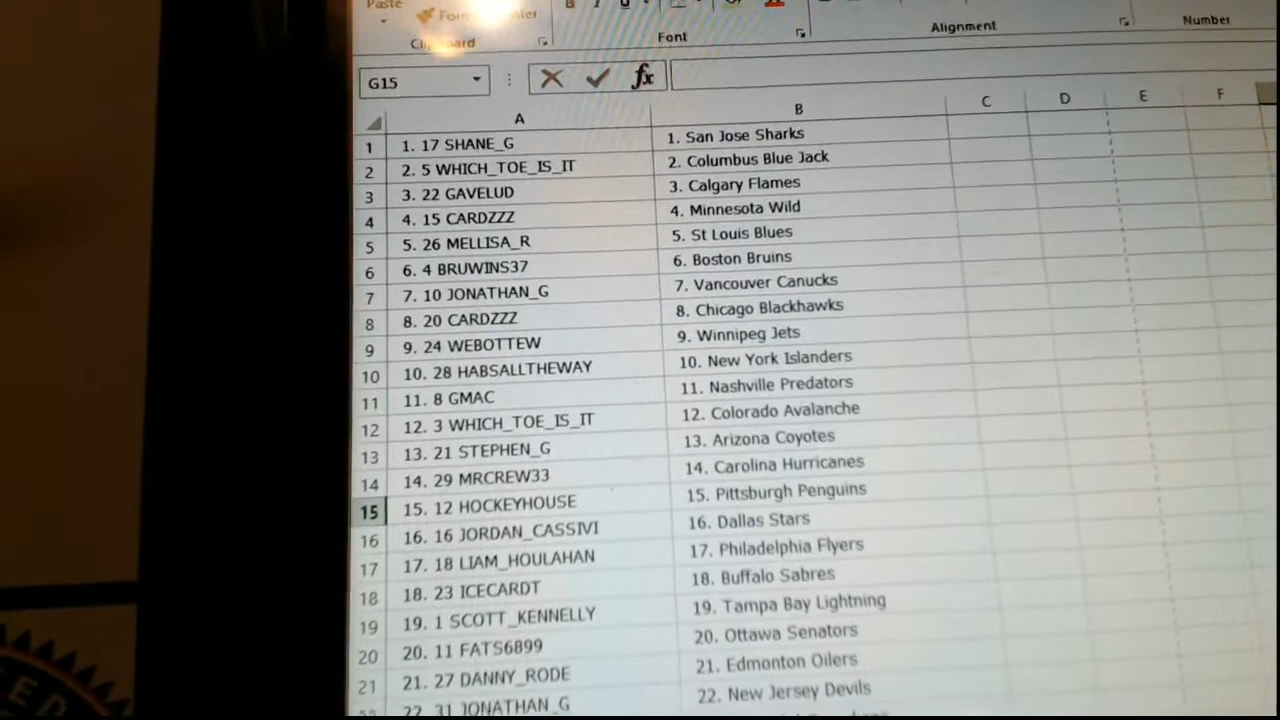 Paste
Clipboard
Font
Alignment
Number
G15
fx
A B C D E F
1 1. 17 SHANE_G 1. San Jose Sharks
2 2. 5 WHICH_TOE_IS_IT 2. Columbus Blue Jack
3 3. 22 GAVELUD 3. Calgary Flames
4 4. 15 CARDZZZ 4. Minnesota Wild
5 5. 26 MELLISA_R 5. St Louis Blues
6 6. 4 BRUWINS37 6. Boston Bruins
7 7. 10 JONATHAN_G 7. Vancouver Canucks
8 8. 20 CARDZZZ 8. Chicago Blackhawks
9 9. 24 WEBOTTEW 9. Winnipeg Jets
10 10. 28 HABSALLTHEWAY 10. New York Islanders
11 11. 8 GMAC 11. Nashville Predators
12 12. 3 WHICH_TOE_IS_IT 12. Colorado Avalanche
13 13. 21 STEPHEN_G 13. Arizona Coyotes
14 14. 29 MRCREW33 14. Carolina Hurricanes
15 15. 12 HOCKEYHOUSE 15. Pittsburgh Penguins
16 16. 16 JORDAN_CASSIVI 16. Dallas Stars
17 17. 18 LIAM_HOULAHAN 17. Philadelphia Flyers
18 18. 23 ICECARDT 18. Buffalo Sabres
19 19. 1 SCOTT_KENNELLY 19. Tampa Bay Lightning
20 20. 11 FATS6899 20. Ottawa Senators
21 21. 27 DANNY_RODE 21. Edmonton Oilers
22. 31 JONATHAN_G 22. New Jersey Devils